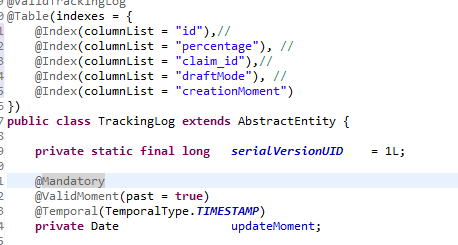 @ValidTrackingLog
@Table(indexes = {
@Index(columnList = "id"),//
@Index(columnList = "percentage"), //
@Index(columnList = "claim_id"),//
@Index(columnList = "draftMode"), //
@Index(columnList = "creationMoment")
})
public class TrackingLog extends AbstractEntity {
private static final long serialVersionUID = 1L;
@Mandatory
@ValidMoment(past = true)
@Temporal(TemporalType.TIMESTAMP)
private Date updateMoment;